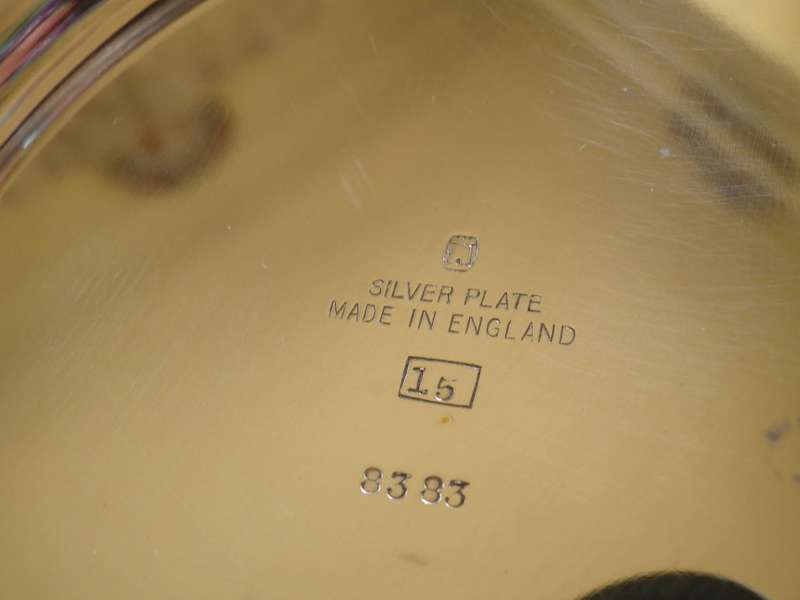 SILVER PLATE
MADE IN ENGLAND
15
8383